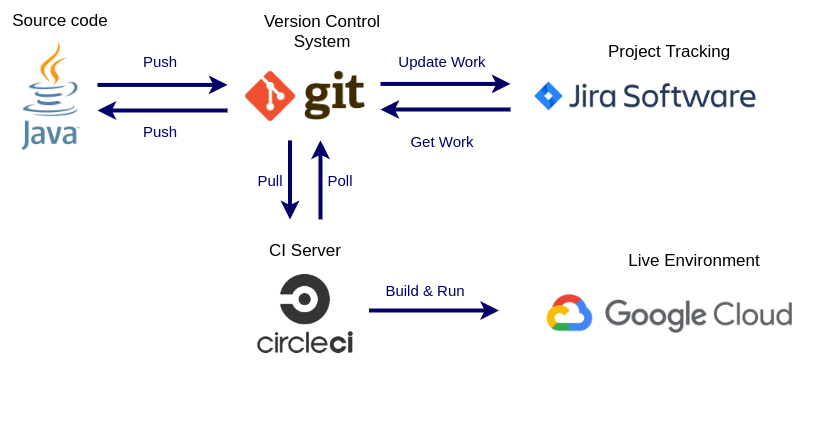 Source code
Version Control
System
Project Tracking
Push
Update Work
git
Jira Software
Java
Push
Get Work
Pull
Poll
CI Server
Live Environment
Build & Run
Google Cloud
circleci